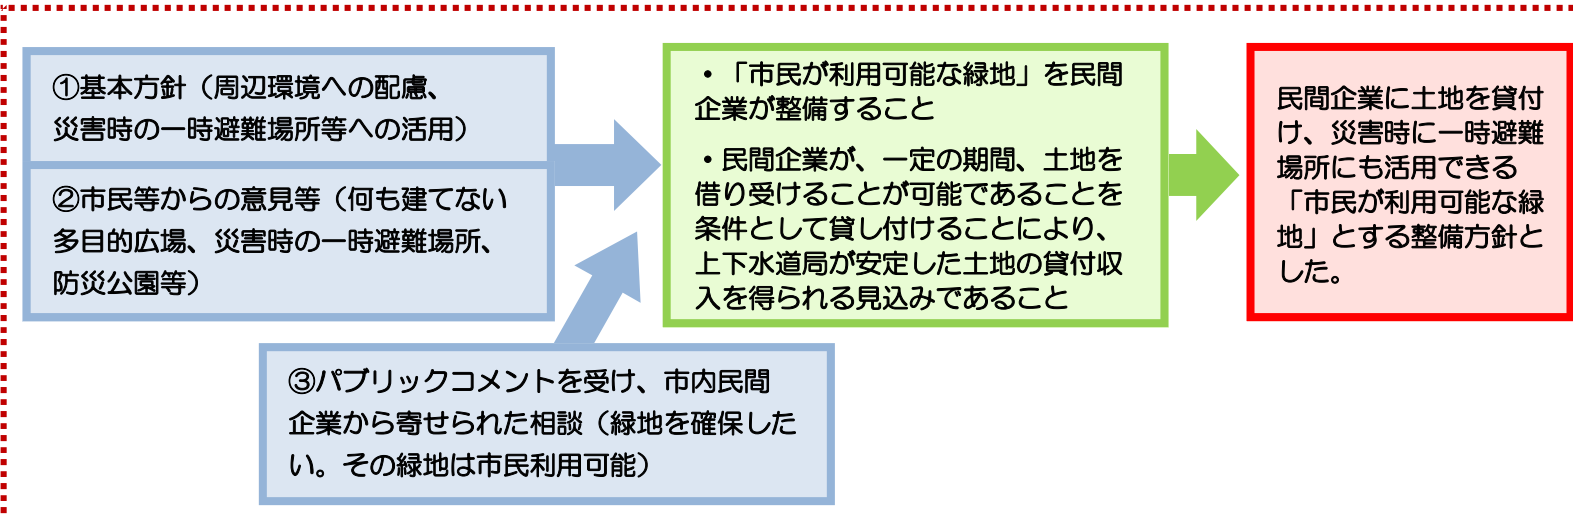 ①基本方針（周辺環境への配慮、
災害時の一時避難場所等への活用）
②市民等からの意見等（何も建てない
多目的広場、災害時の一時避難場所、
防災公園等）
③パブリックコメントを受け、市内民間
企業から寄せられた相談（緑地を確保した
い。その緑地は市民利用可能）
・「市民が利用可能な緑地」を民間
企業が整備すること
・民間企業が、一定の期間、土地を
借り受けることが可能であることを
条件として貸し付けることにより、
上下水道局が安定した土地の貸付収
入を得られる見込みであること
民間企業に土地を貸付
け、災害時に一時避難
場所にも活用できる
「市民が利用可能な緑
地」とする整備方針と
した。